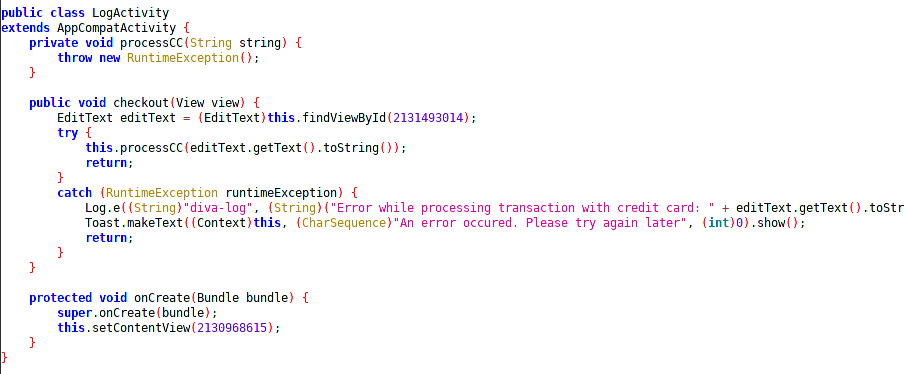 public class LogActivity
extends AppCompatActivity {
    private void processCC(String string) {
        throw new RuntimeException();
    }

    public void checkout(View view) {
        EditText editText = (EditText)this.findViewById(2131493014);
        try {
            this.processCC(editText.getText().toString());
            return;
        }
        catch (RuntimeException runtimeException) {
            Log.e((String)"diva-log", (String)("Error while processing transaction with credit card: " + editText.getText().toStr
            Toast.makeText((Context)this, (CharSequence)"An error occured. Please try again later", (int)0).show();
            return;
        }
    }

    protected void onCreate(Bundle bundle) {
        super.onCreate(bundle);
        this.setContentView(2130968615);
    }
}